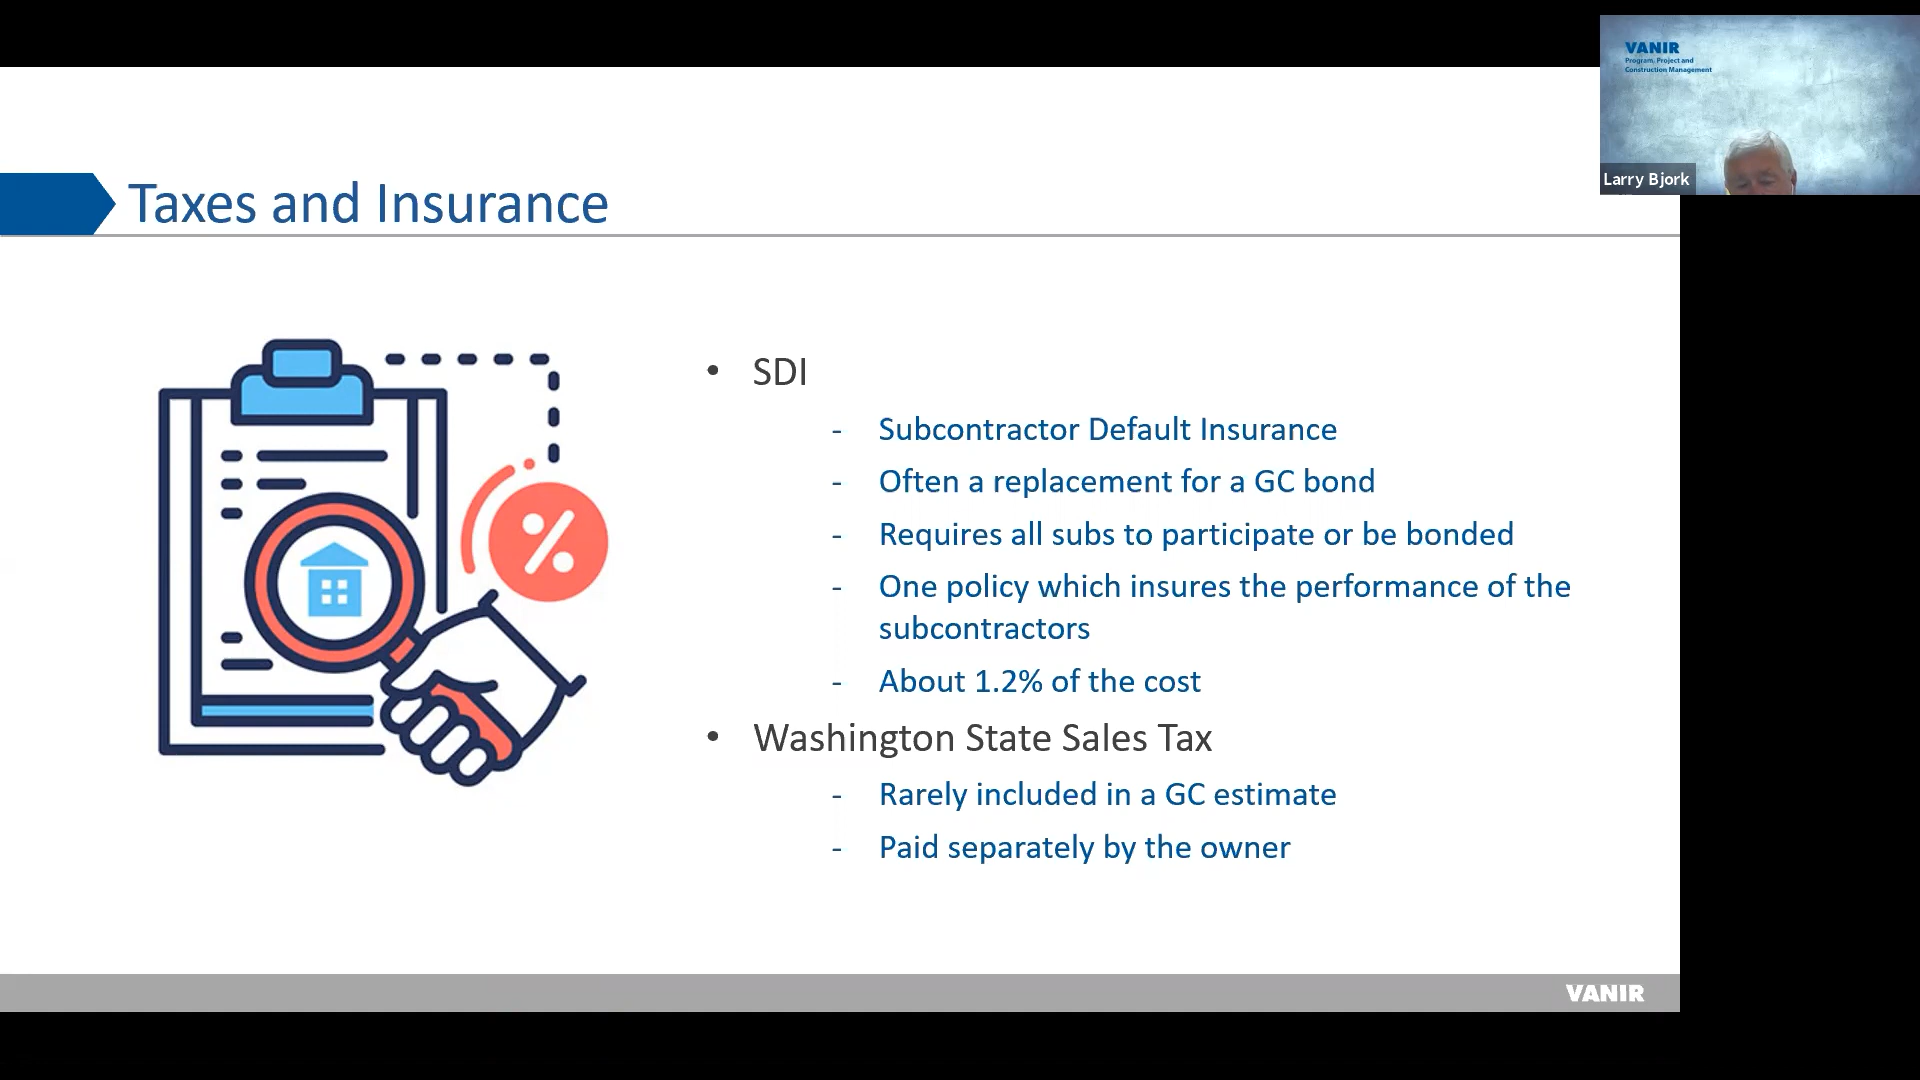 VANIR
Program, Project and
Construction Management
Larry Bjork
Taxes and Insurance
%
• SDI
- Subcontractor Default Insurance
- Often a replacement for a GC bond
- Requires all subs to participate or be bonded
- One policy which insures the performance of the
subcontractors
- About 1.2% of the cost
• Washington State Sales Tax
- Rarely included in a GC estimate
- Paid separately by the owner
VANIR